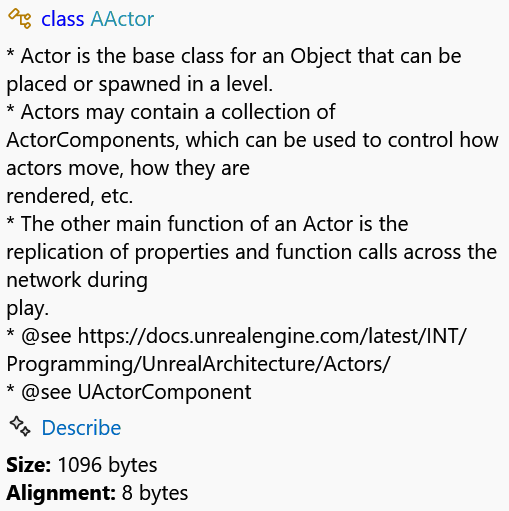 class AActor
* Actor is the base class for an Object that can be
placed or spawned in a level.
* Actors may contain a collection of
ActorComponents, which can be used to control how
actors move, how they are
rendered, etc.
* The other main function of an Actor is the
replication of properties and function calls across the
network during
play.
* @see https://docs.unrealengine.com/latest/INT/
Programming/UnrealArchitecture/Actors/
* @see UActorComponent
Describe
Size: 1096 bytes
Alignment: 8 bytes